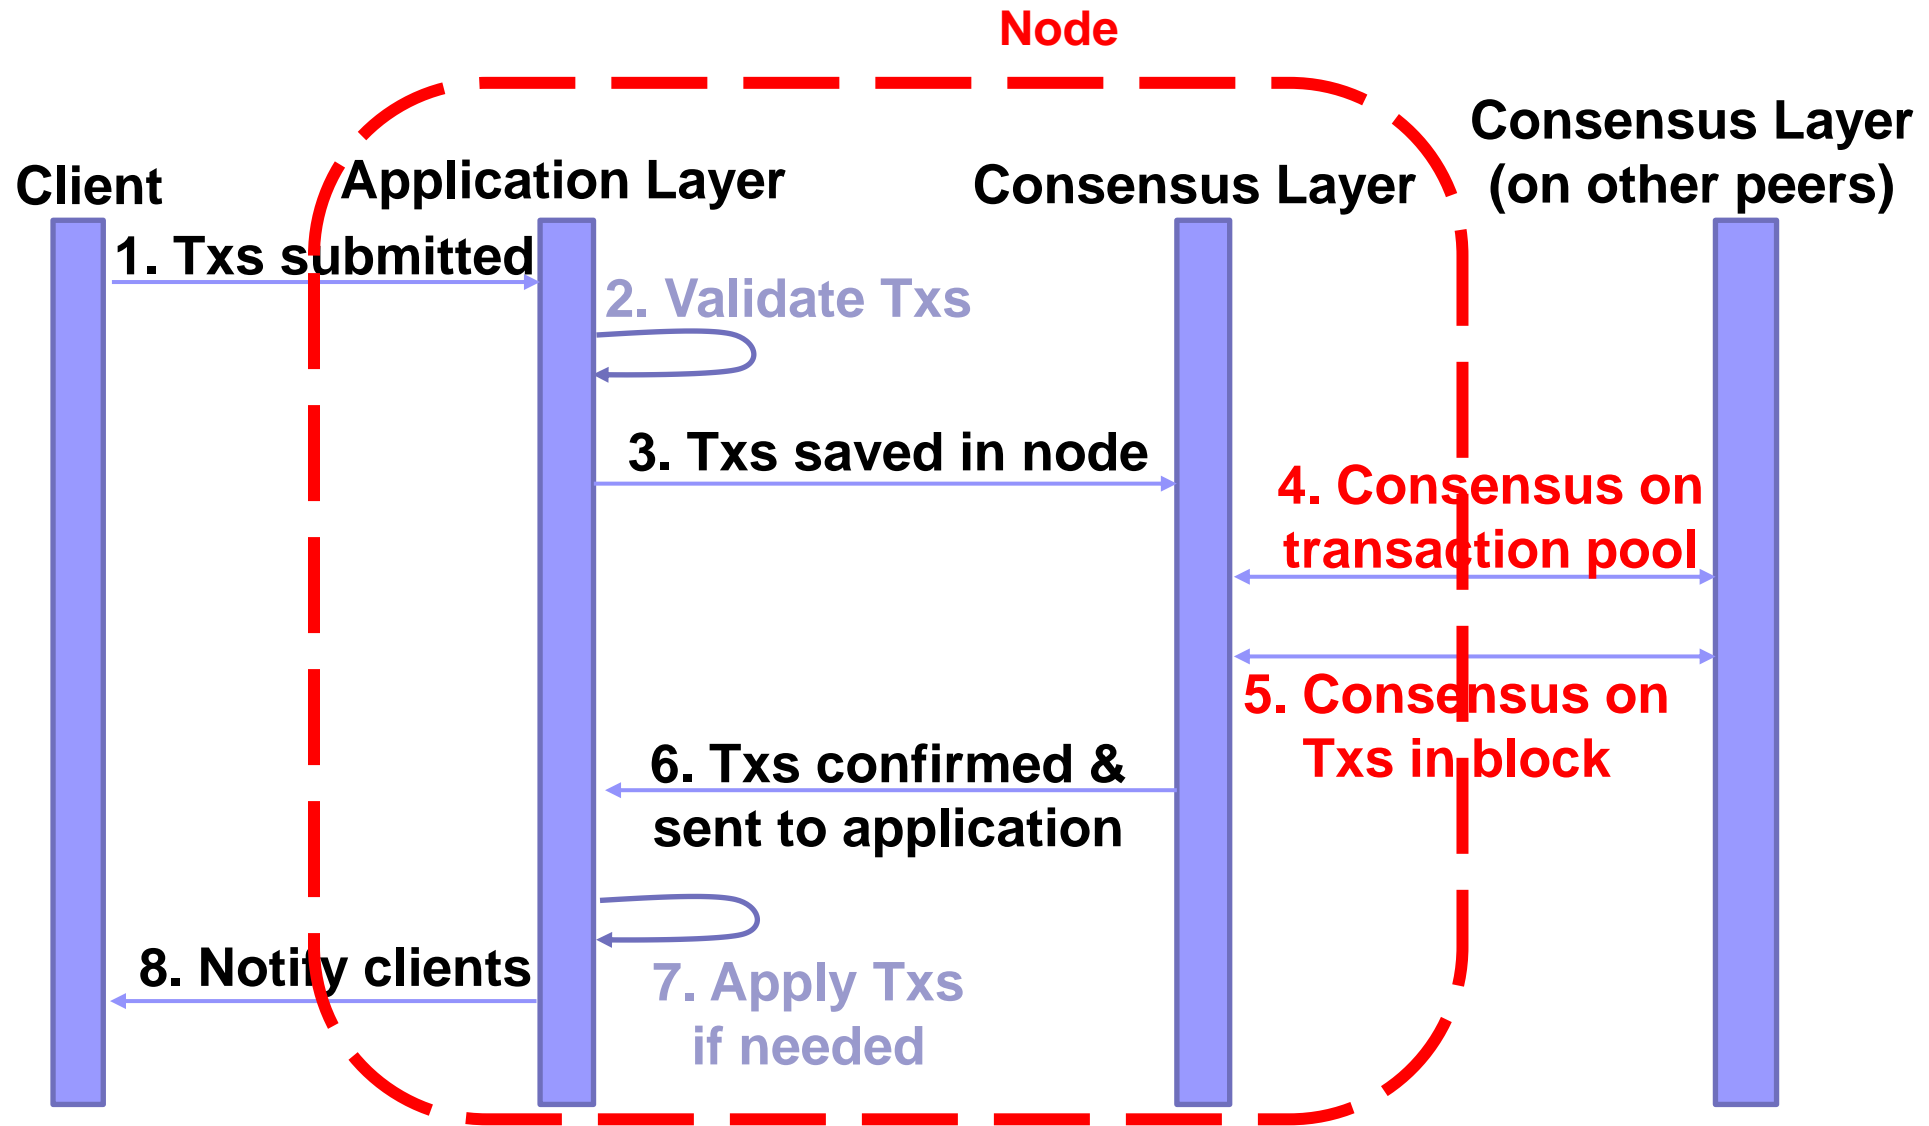 Node
Consensus Layer
(on other peers)
Client
Application Layer
Consensus Layer
1. Txs submitted
2. Validate Txs
3. Txs saved in node
4. Consensus on
transaction pool
5. Consensus on
Txs in block
6. Txs confirmed &
sent to application
8. Notify clients
7. Apply Txs
if needed